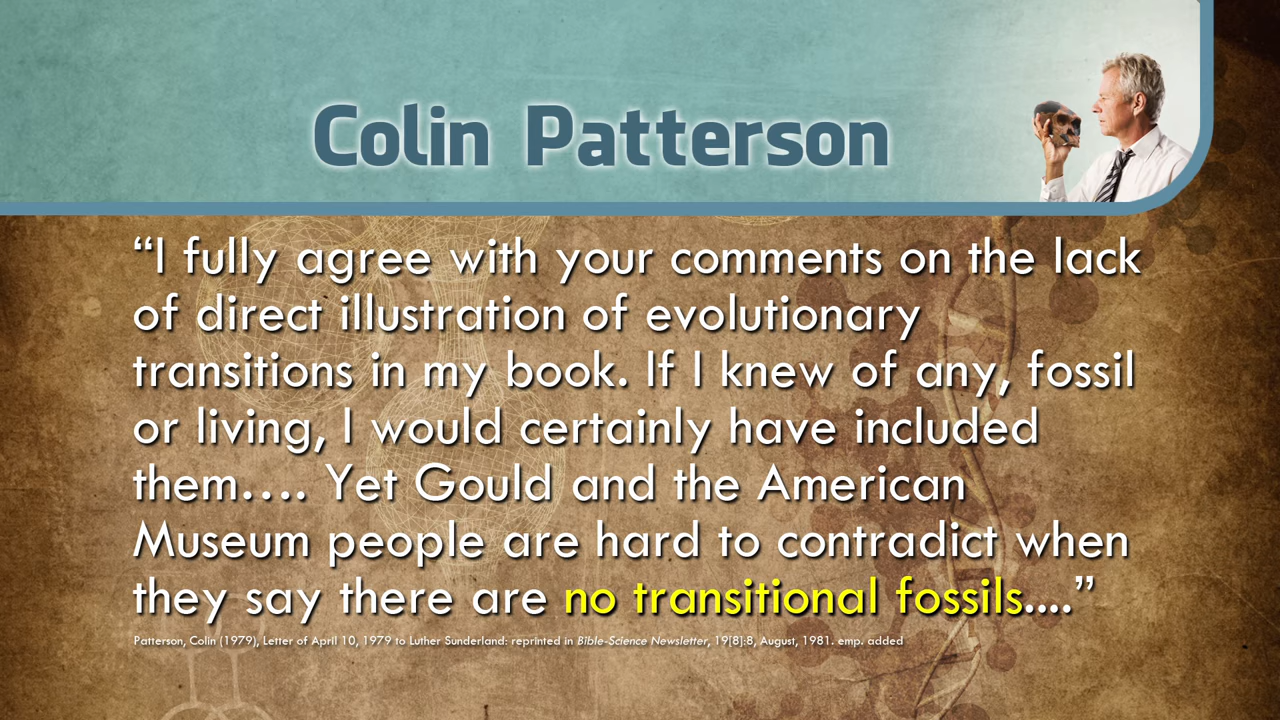 Colin Patterson
“I fully agree with your comments on the lack
of direct illustration of evolutionary
transitions in my book. If I knew of any, fossil
or living, I would certainly have included
them…. Yet Gould and the American
Museum people are hard to contradict when
they say there are no transitional fossils....”
Patterson, Colin (1979), Letter of April 10, 1979 to Luther Sunderland: reprinted in Bible-Science Newsletter, 19[8]:8, August, 1981. emp. added